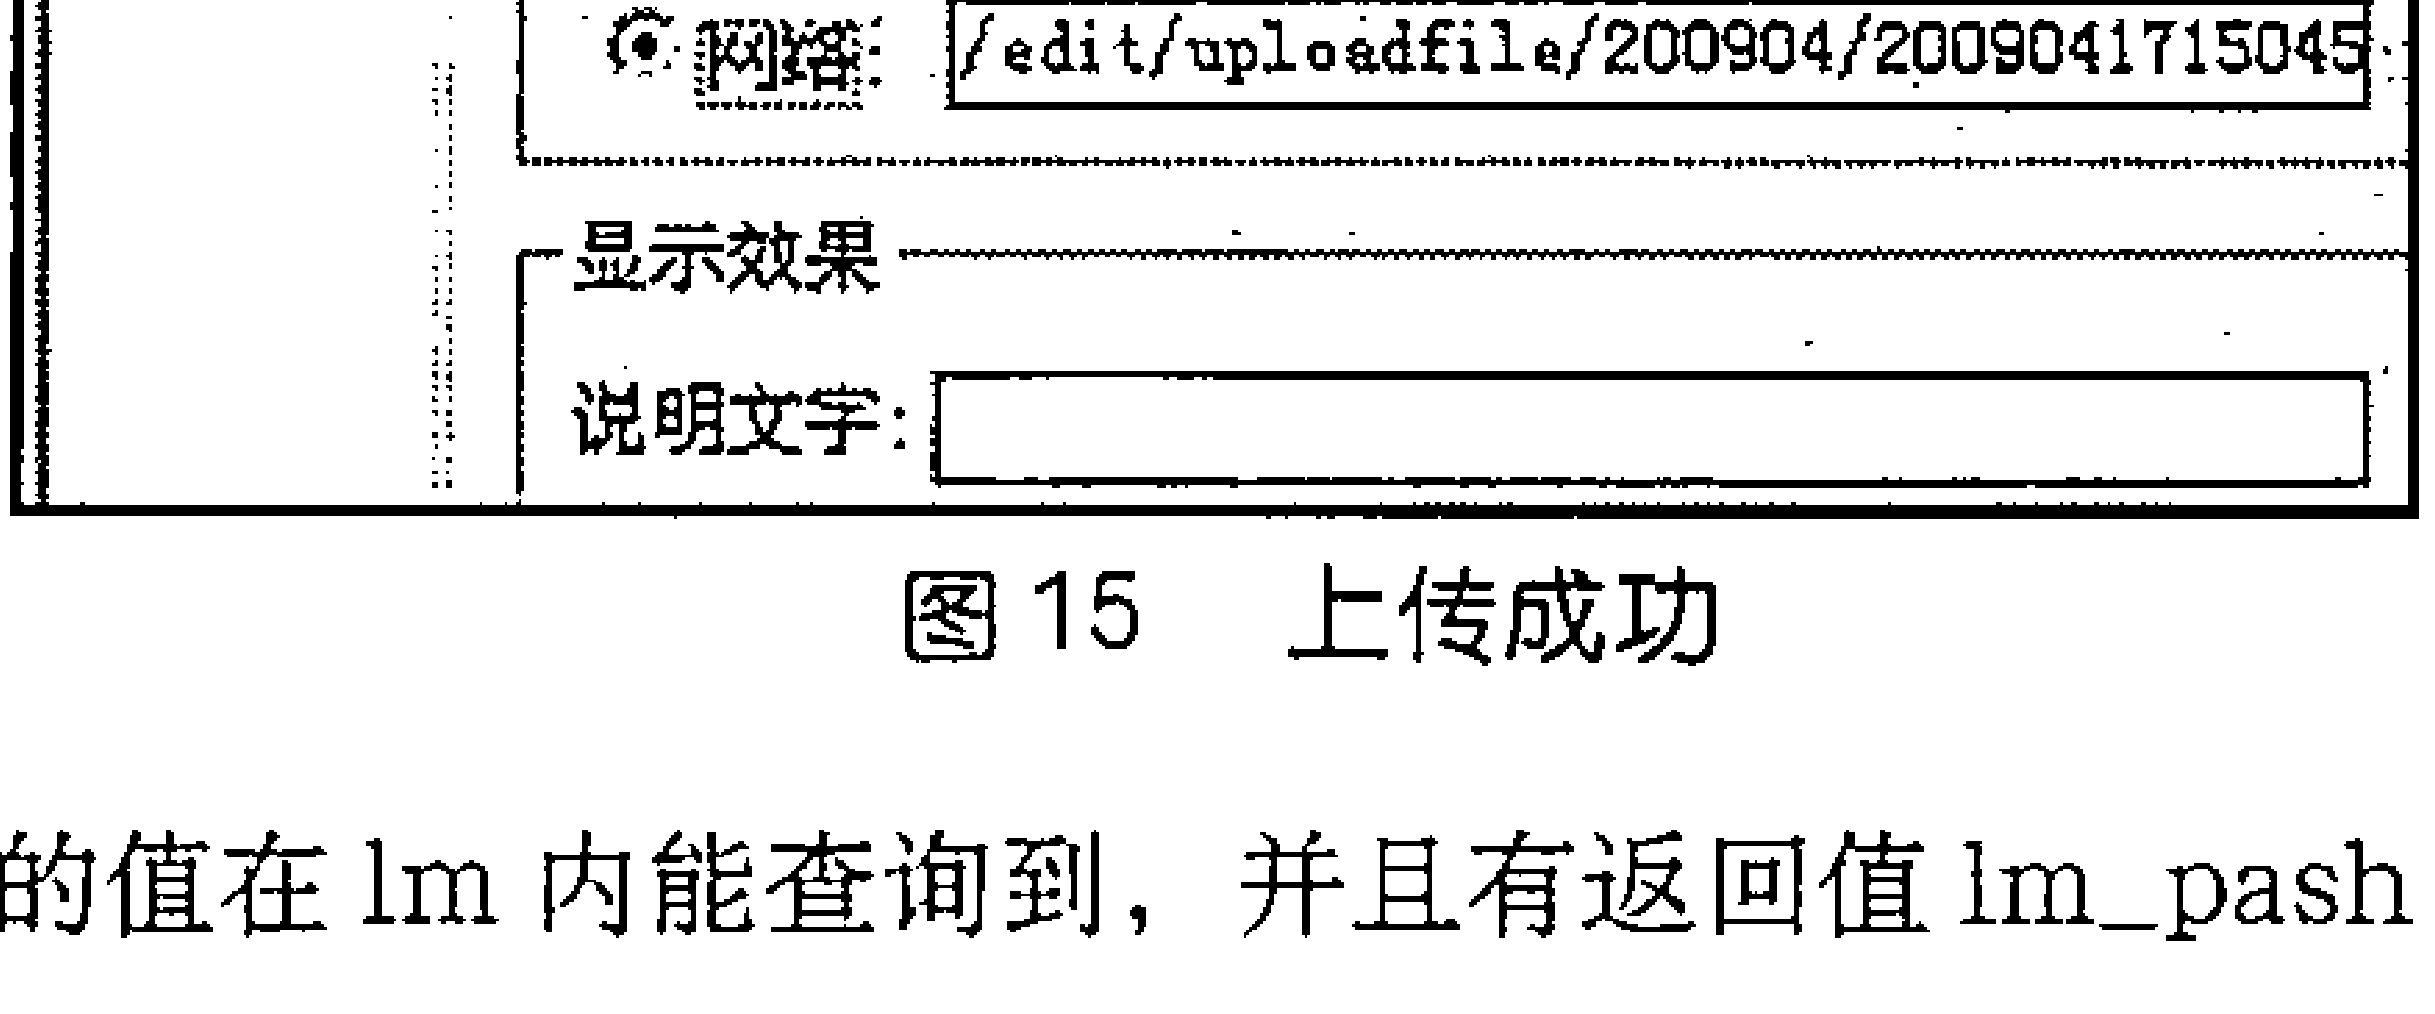 网络: /edit/uploadfile/200904/2009041715045
显示效果
说明文字:
图 15 上传成功
的值在 lm 内能查询到，并且有返回值 lm_pash